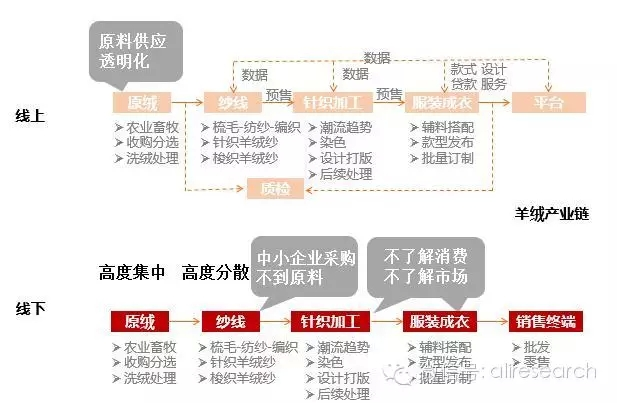 原料供应
透明化
数据
数据
数据
款式 设计
贷款 服务
预售
预售
线上
原绒
纱线
针织加工
服装成衣
平台
农业畜牧
收购分选
洗绒处理
梳毛-纺纱-编织
针织羊绒纱
梭织羊绒纱
潮流趋势
染色
设计打版
后续处理
辅料搭配
款型发布
批量订制
质检
羊绒产业链
高度集中
高度分散
中小企业采购
不到原料
不了解消费
不了解市场
线下
原绒
纱线
针织加工
服装成衣
销售终端
农业畜牧
收购分选
洗绒处理
梳毛-纺纱-编织
针织羊绒纱
梭织羊绒纱
潮流趋势
染色
设计打版
后续处理
辅料搭配
款型发布
批量订制
批发
零售
aliresearch